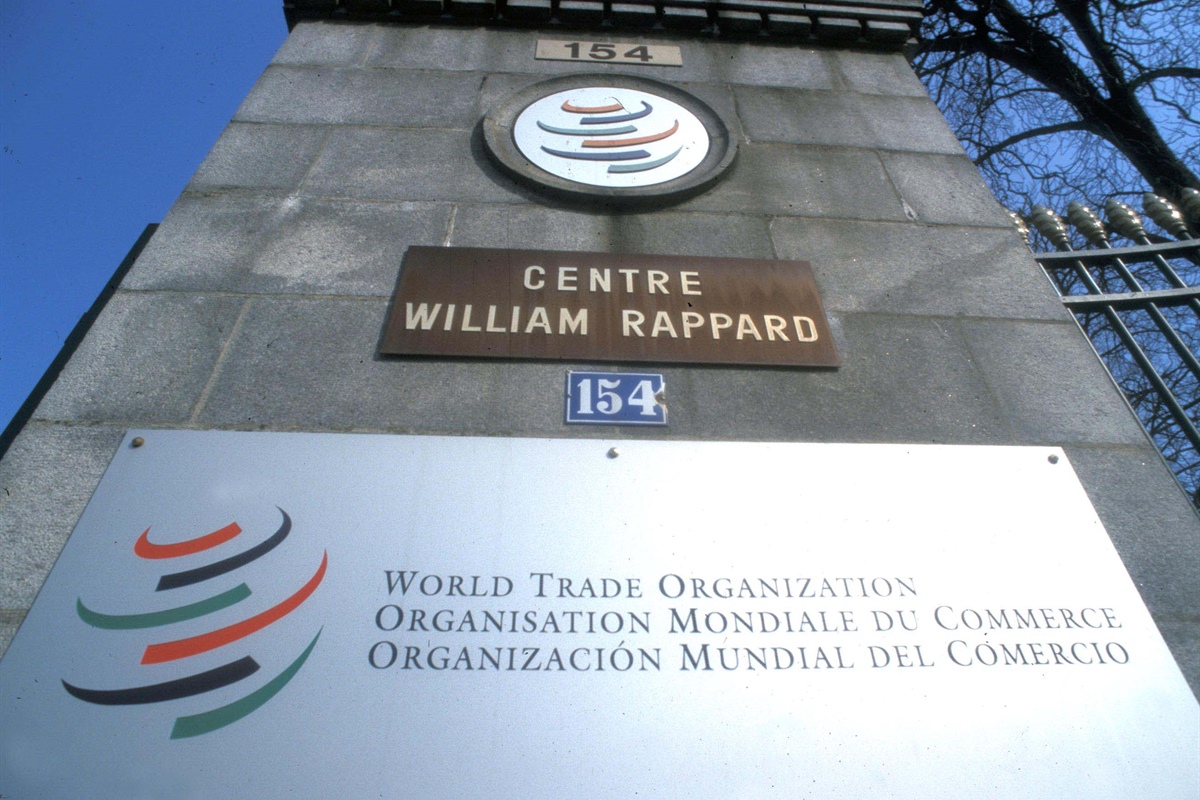 154
CENTRE
WILLIAM RAPPARD
154
WORLD TRADE ORGANIZATION
ORGANISATION MONDIALE DU COMMERCE
ORGANIZACIÓN MUNDIAL DEL COMERCIO